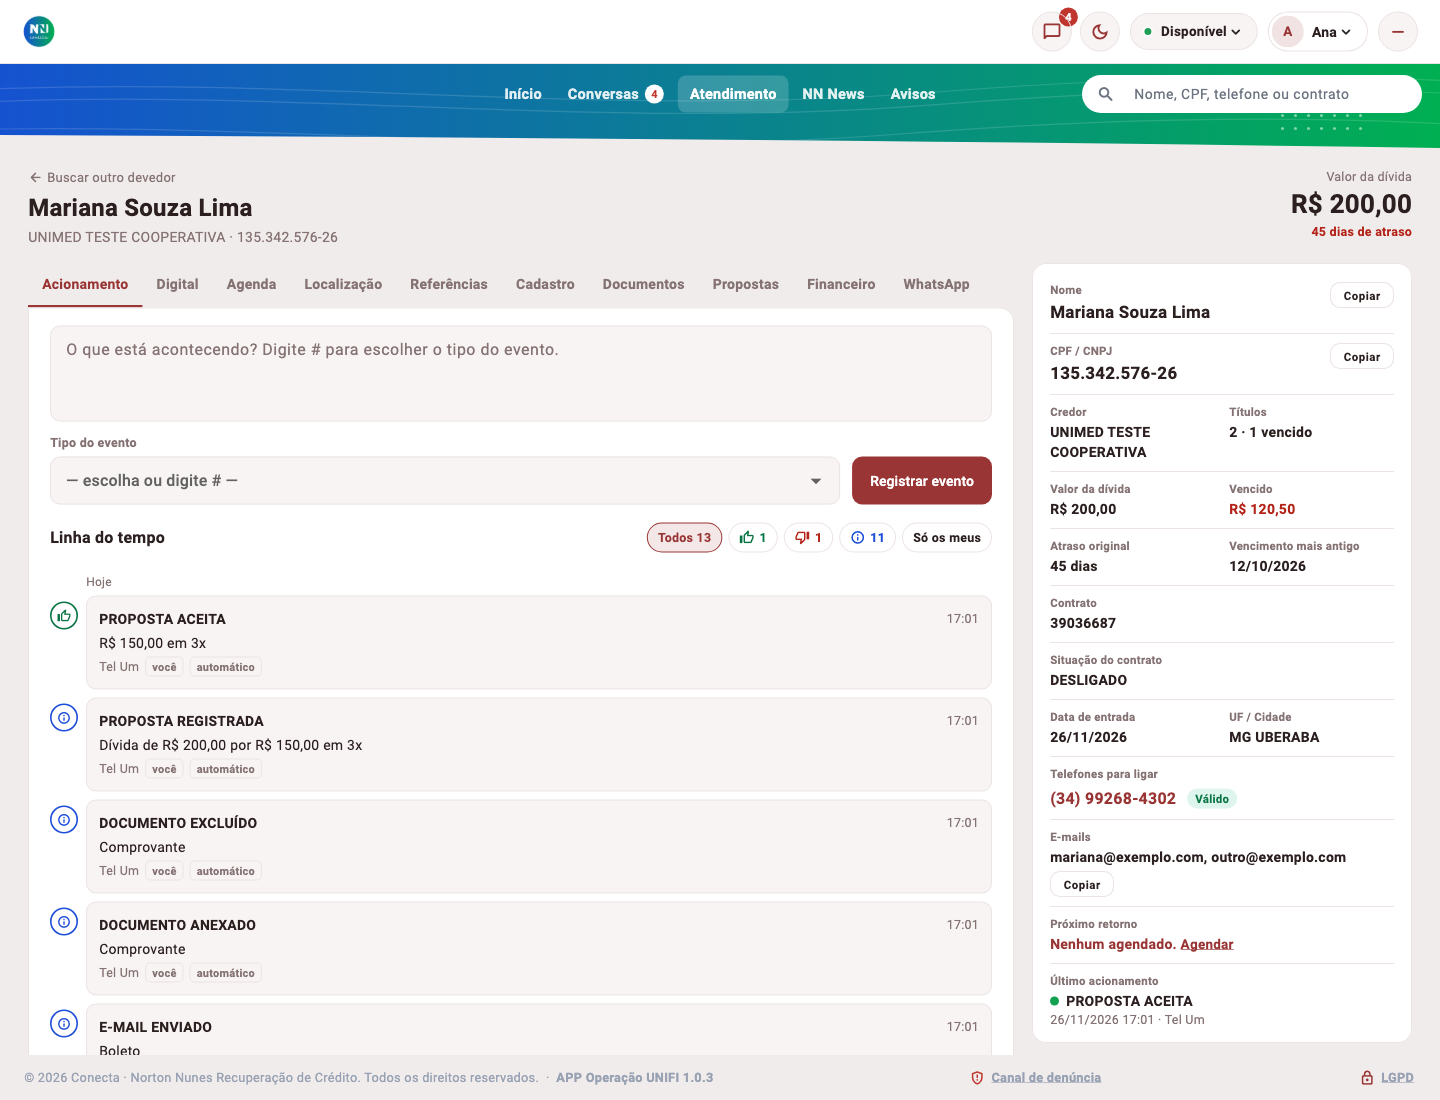 NN
4
Disponível
A
Ana
Início
Conversas 4
Atendimento
NN News
Avisos
Nome, CPF, telefone ou contrato
Buscar outro devedor
Mariana Souza Lima
UNIMED TESTE COOPERATIVA · 135.342.576-26
Valor da dívida
R$ 200,00
45 dias de atraso
Acionamento
Digital
Agenda
Localização
Referências
Cadastro
Documentos
Propostas
Financeiro
WhatsApp
O que está acontecendo? Digite # para escolher o tipo do evento.
Tipo do evento
— escolha ou digite # —
Registrar evento
Linha do tempo
Todos 13
1
1
11
Só os meus
Hoje
PROPOSTA ACEITA 17:01
R$ 150,00 em 3x
Tel Um você automático
PROPOSTA REGISTRADA 17:01
Dívida de R$ 200,00 por R$ 150,00 em 3x
Tel Um você automático
DOCUMENTO EXCLUÍDO 17:01
Comprovante
Tel Um você automático
DOCUMENTO ANEXADO 17:01
Comprovante
Tel Um você automático
E-MAIL ENVIADO 17:01
Boleto
Nome
Mariana Souza Lima
Copiar
CPF / CNPJ
135.342.576-26
Copiar
Credor
UNIMED TESTE
COOPERATIVA
Títulos
2 · 1 vencido
Valor da dívida
R$ 200,00
Vencido
R$ 120,50
Atraso original
45 dias
Vencimento mais antigo
12/10/2026
Contrato
39036687
Situação do contrato
DESLIGADO
Data de entrada
26/11/2026
UF / Cidade
MG UBERABA
Telefones para ligar
(34) 99268-4302 Válido
E-mails
mariana@exemplo.com, outro@exemplo.com
Copiar
Próximo retorno
Nenhum agendado. Agendar
Último acionamento
PROPOSTA ACEITA
26/11/2026 17:01 · Tel Um
© 2026 Conecta · Norton Nunes Recuperação de Crédito. Todos os direitos reservados. · APP Operação UNIFI 1.0.3
Canal de denúncia
LGPD